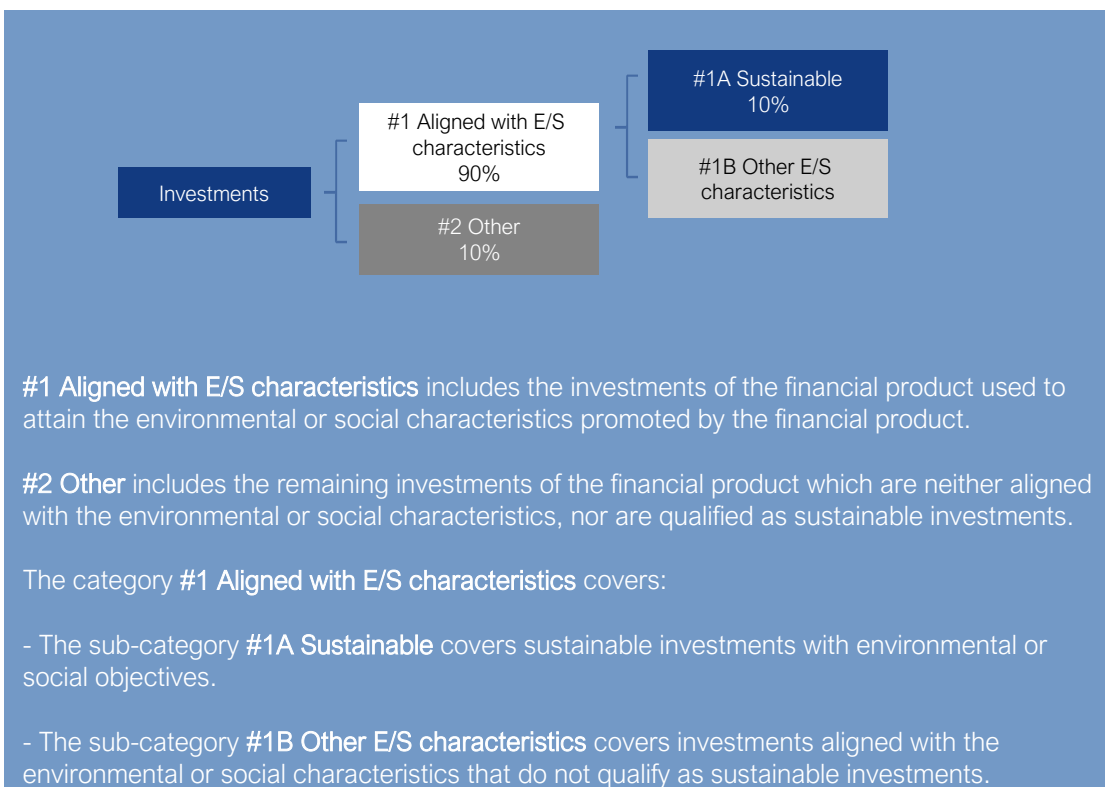 #1A Sustainable
10%
#1 Aligned with E/S
characteristics
90%
#1B Other E/S
characteristics
Investments
#2 Other
10%
#1 Aligned with E/S characteristics includes the investments of the financial product used to
attain the environmental or social characteristics promoted by the financial product.
#2 Other includes the remaining investments of the financial product which are neither aligned
with the environmental or social characteristics, nor are qualified as sustainable investments.
The category #1 Aligned with E/S characteristics covers:
- The sub-category #1A Sustainable covers sustainable investments with environmental or
social objectives.
- The sub-category #1B Other E/S characteristics covers investments aligned with the
environmental or social characteristics that do not qualify as sustainable investments.